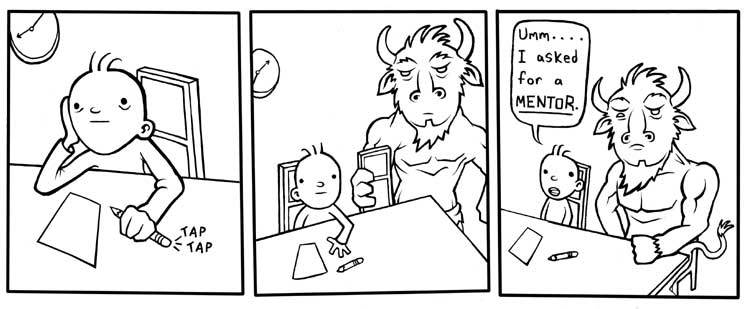 TAP
TAP
Umm....
I asked
for a
MENTOR.